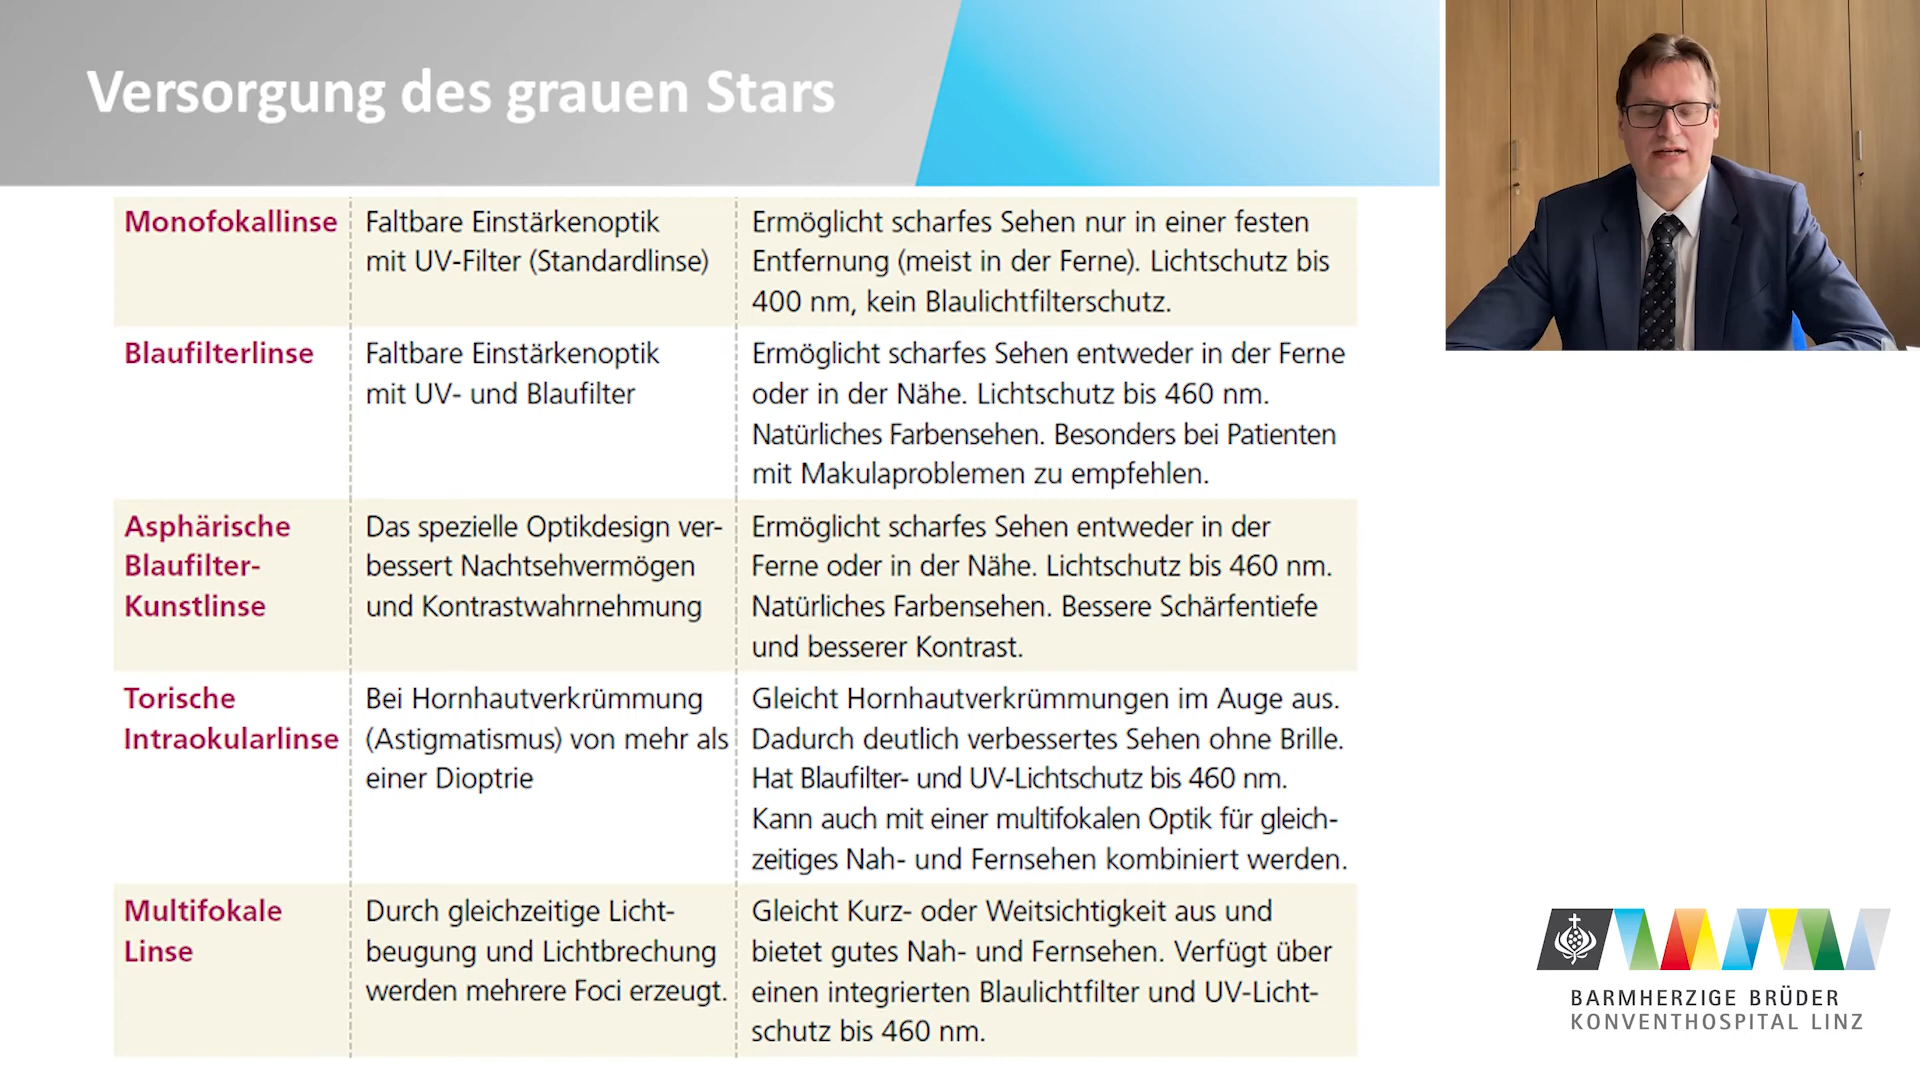 Versorgung des grauen Stars
Monofokallinse
Faltbare Einstärkenoptik
mit UV-Filter (Standardlinse)
Ermöglicht scharfes Sehen nur in einer festen
Entfernung (meist in der Ferne). Lichtschutz bis
400 nm, kein Blaulichtfilterschutz.
Blaufilterlinse
Faltbare Einstärkenoptik
mit UV- und Blaufilter
Ermöglicht scharfes Sehen entweder in der Ferne
oder in der Nähe. Lichtschutz bis 460 nm.
Natürliches Farbensehen. Besonders bei Patienten
mit Makulaproblemen zu empfehlen.
Asphärische
Blaufilter-
Kunstlinse
Das spezielle Optikdesign ver-
bessert Nachtsehvermögen
und Kontrastwahrnehmung
Ermöglicht scharfes Sehen entweder in der
Ferne oder in der Nähe. Lichtschutz bis 460 nm.
Natürliches Farbensehen. Bessere Schärfentiefe
und besserer Kontrast.
Torische
Intraokularlinse
Bei Hornhautverkrümmung
(Astigmatismus) von mehr als
einer Dioptrie
Gleicht Hornhautverkrümmungen im Auge aus.
Dadurch deutlich verbessertes Sehen ohne Brille.
Hat Blaufilter- und UV-Lichtschutz bis 460 nm.
Kann auch mit einer multifokalen Optik für gleich-
zeitiges Nah- und Fernsehen kombiniert werden.
Multifokale
Linse
Durch gleichzeitige Licht-
beugung und Lichtbrechung
werden mehrere Foci erzeugt.
Gleicht Kurz- oder Weitsichtigkeit aus und
bietet gutes Nah- und Fernsehen. Verfügt über
einen integrierten Blaulichtfilter und UV-Licht-
schutz bis 460 nm.
BARMHERZIGE BRÜDER
KONVENTHOSPITAL LINZ